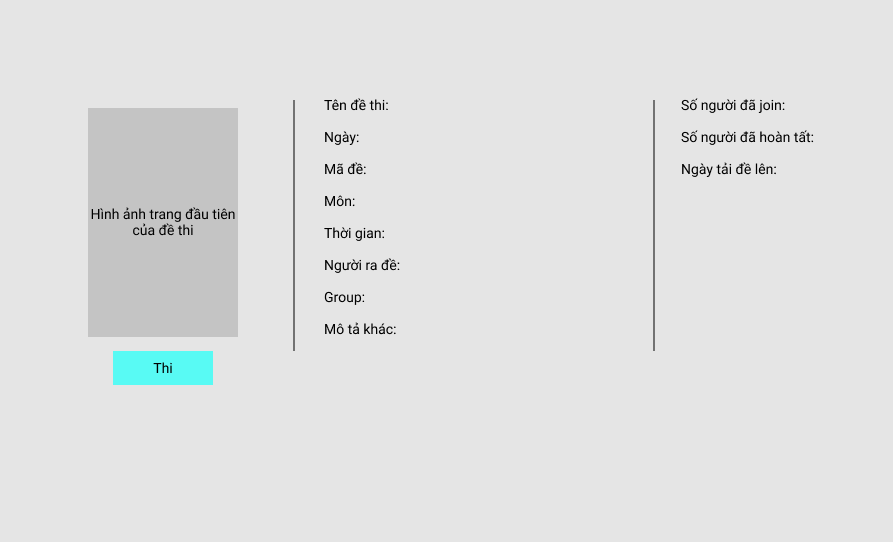 Hình ảnh trang đầu tiên
của đề thi
Thi
Tên đề thi:
Ngày:
Mã đề:
Môn:
Thời gian:
Người ra đề:
Group:
Mô tả khác:
Số người đã join:
Số người đã hoàn tất:
Ngày tải đề lên: